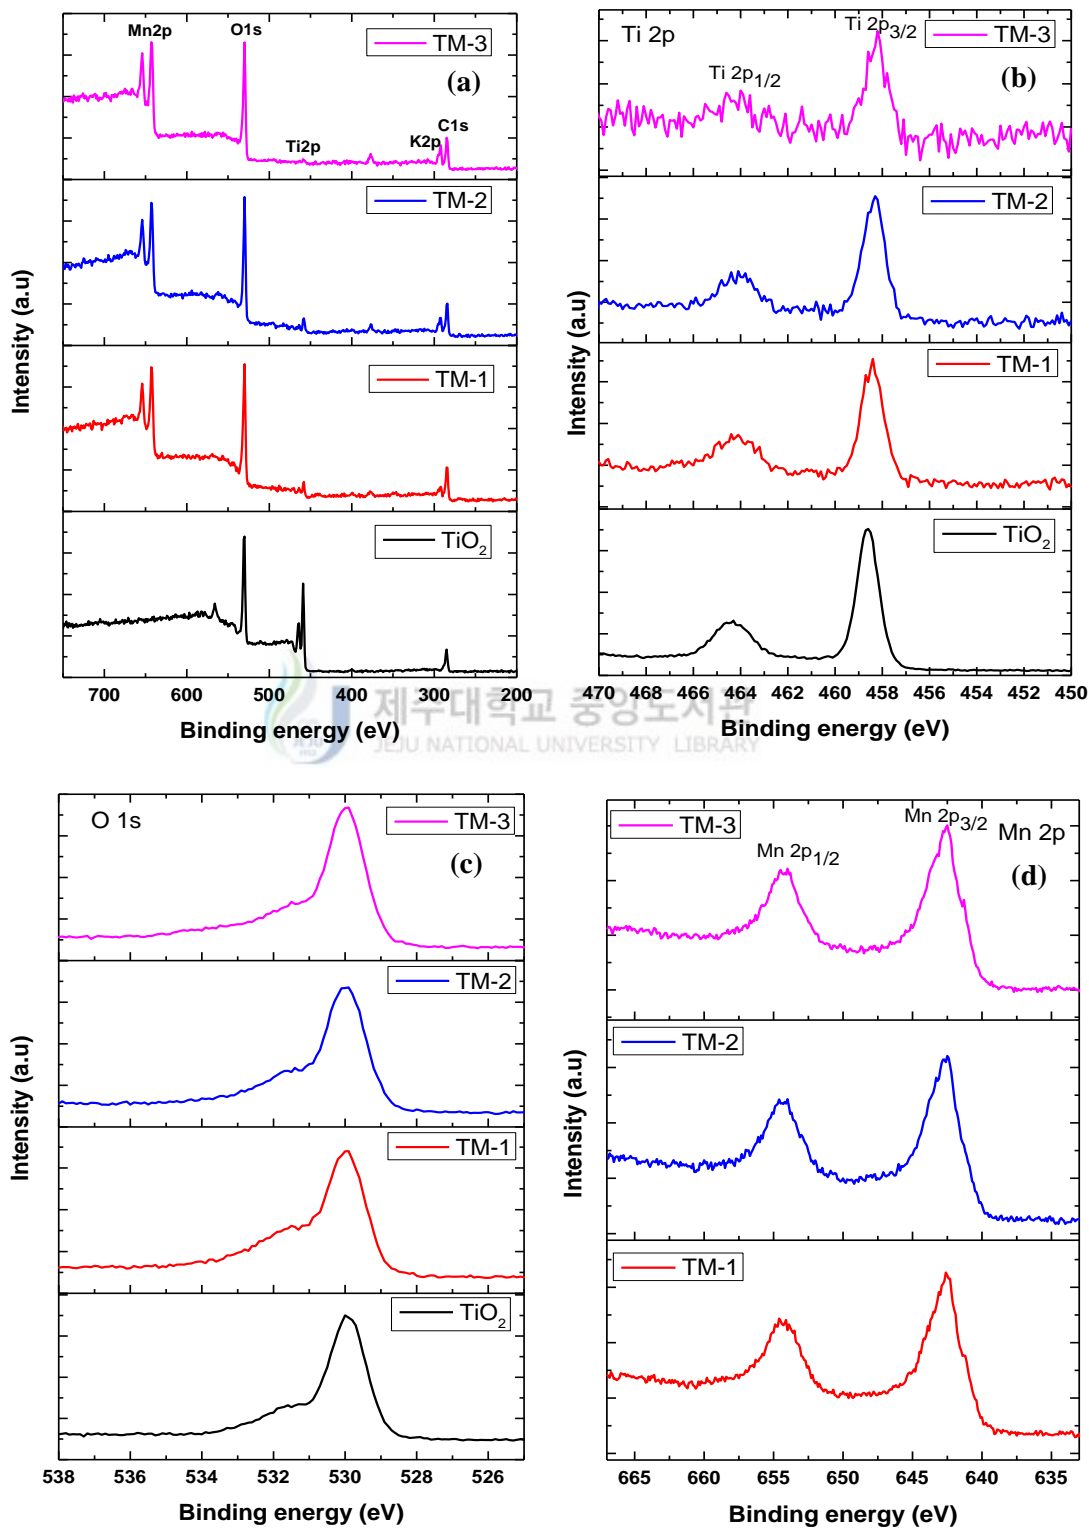 Mn2p
O1s
TM-3
(a)
C1s
K2p
Ti2p
TM-2
TM-1
TiO2
Intensity (a.u)
700 600 500 400 300 200
Binding energy (eV)
Ti 2p
Ti 2p3/2
TM-3
Ti 2p1/2
(b)
TM-2
TM-1
TiO2
Intensity (a.u)
470 468 466 464 462 460 458 456 454 452 450
Binding energy (eV)
제주대학교 중앙도서관
JEJU NATIONAL UNIVERSITY LIBRARY
JEJU
1952
O 1s
TM-3
(c)
TM-2
TM-1
TiO2
Intensity (a.u)
538 536 534 532 530 528 526
Binding energy (eV)
TM-3
Mn 2p3/2
Mn 2p
Mn 2p1/2
(d)
TM-2
TM-1
Intensity (a.u)
665 660 655 650 645 640 635
Binding energy (eV)